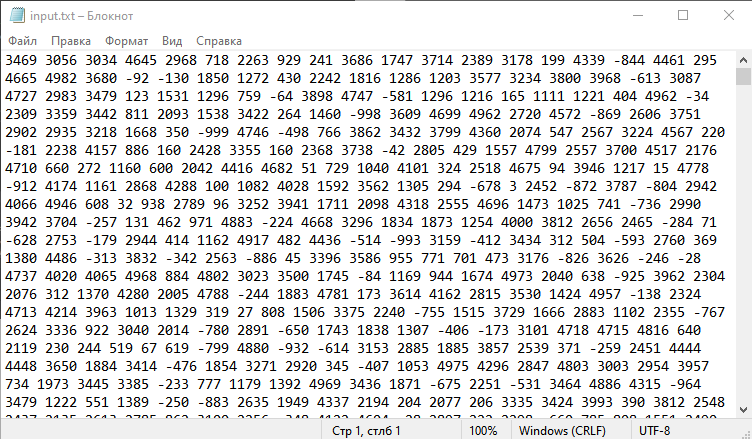 input.txt – Блокнот
Файл Правка Формат Вид Справка
3469 3056 3034 4645 2968 718 2263 929 241 3686 1747 3714 2389 3178 199 4339 -844 4461 295
4665 4982 3680 -92 -130 1850 1272 430 2242 1816 1286 1203 3577 3234 3800 3968 -613 3087
4727 2983 3479 123 1531 1296 759 -64 3898 4747 -581 1296 1216 165 1111 1221 404 4962 -34
2309 3359 3442 811 2093 1538 3422 264 1460 -998 3609 4699 4962 2720 4572 -869 2606 3751
2902 2935 3218 1668 350 -999 4746 -498 766 3862 3432 3799 4360 2074 547 2567 3224 4567 220
-181 2238 4157 886 160 2428 3355 160 2368 3738 -42 2805 429 1557 4799 2557 3700 4517 2176
4710 660 272 1160 600 2042 4416 4682 51 729 1040 4101 324 2518 4675 94 3946 1217 15 4778
-912 4174 1161 2868 4288 100 1082 4028 1592 3562 1305 294 -678 3 2452 -872 3787 -804 2942
4066 4946 608 32 938 2789 96 3252 3941 1711 2098 4318 2555 4696 1473 1025 741 -736 2990
3942 3704 -257 131 462 971 4883 -224 4668 3296 1834 1873 1254 4000 3812 2656 2465 -284 71
-628 2753 -179 2944 414 1162 4917 482 4436 -514 -993 3159 -412 3434 312 504 -593 2760 369
1380 4486 -313 3832 -342 2563 -886 45 3396 3586 955 771 701 473 3176 -826 3626 -246 -28
4737 4020 4065 4968 884 4802 3023 3500 1745 -84 1169 944 1674 4973 2040 638 -925 3962 2304
2076 312 1370 4280 2005 4788 -244 1883 4781 173 3614 4162 2815 3530 1424 4957 -138 2324
4713 4214 3963 1013 1329 319 27 808 1506 3375 2240 -755 1515 3729 1666 2883 1102 2355 -767
2624 3336 922 3040 2014 -780 2891 -650 1743 1838 1307 -406 -173 3101 4718 4715 4816 640
2119 230 244 519 67 619 -799 4880 -932 -614 3153 2885 1885 3857 2539 371 -259 2451 4444
4448 3650 1884 3414 -476 1854 3271 2920 345 -407 1053 4975 4296 2847 4803 3003 2954 3957
734 1973 3445 3385 -233 777 1179 1392 4969 3436 1871 -675 2251 -531 3464 4886 4315 -964
3479 1222 551 1389 -250 -883 2635 1949 4337 2194 204 2077 206 3335 3424 3993 390 3812 2548
Стр 1, стлб 1 100% Windows (CRLF) UTF-8